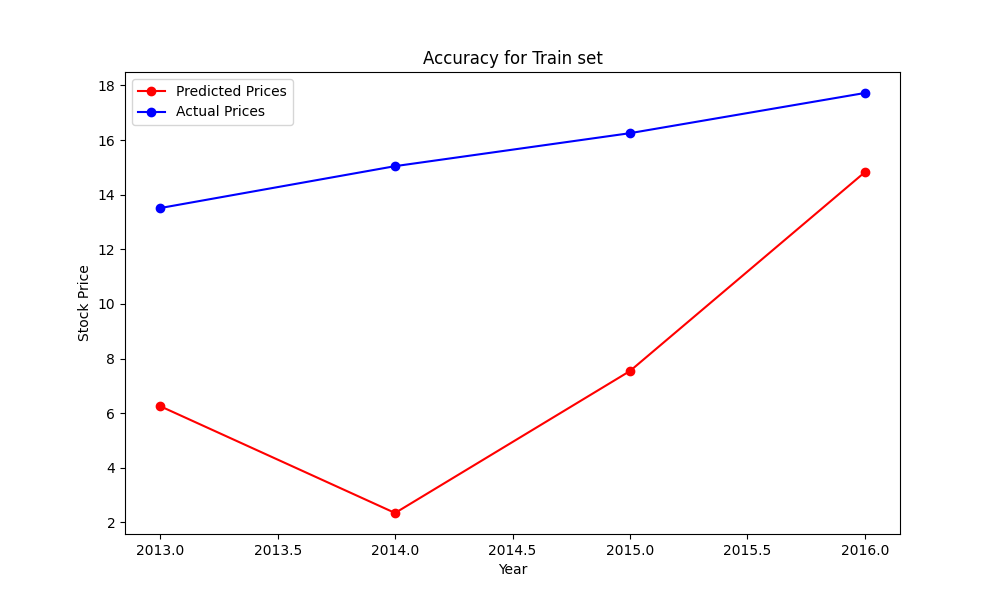 Accuracy for Train set
Predicted Prices
Actual Prices
18
16
14
12
10
8
6
4
2
Stock Price
2013.0 2013.5 2014.0 2014.5 2015.0 2015.5 2016.0
Year